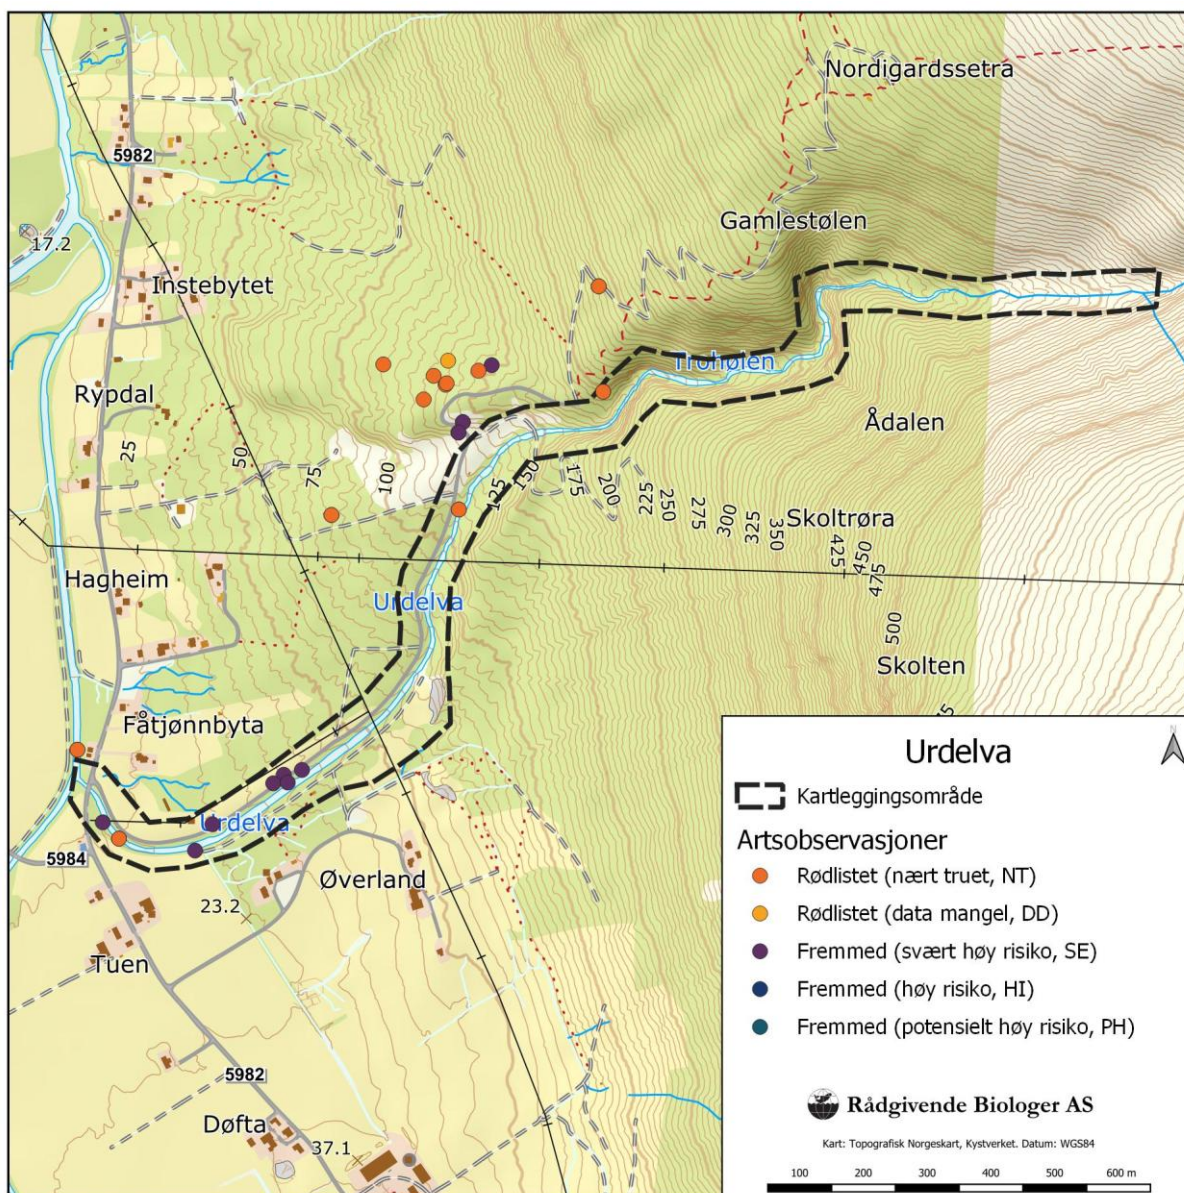 Nordigardssetra
5982
Gamlestølen
17.2
Instebytet
Trohølen
Rypdal
Ådalen
25
50
75
100
125
150
175
200
225
250
275
300
325
350
425
450
475
500
Skoltrøra
Hagheim
Urdelva
Skolten
Fåtjønnbyta
Urdelva
5984
Øverland
23.2
Tuen
5982
Døfta
37.1
Urdelva
N
Kartleggingsområde
Artsobservasjoner
Rødlistet (nært truet, NT)
Rødlistet (data mangel, DD)
Fremmed (svært høy risiko, SE)
Fremmed (høy risiko, HI)
Fremmed (potensielt høy risiko, PH)
Rådgivende Biologer AS
Kart: Topografisk Norgeskart, Kystverket. Datum: WGS84
100 200 300 400 500 600 m